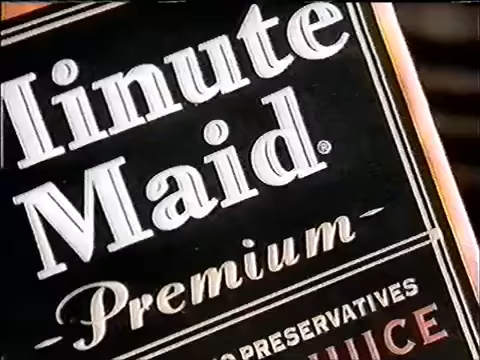 Minute
Maid®
- Premium -
PRESERVATIVES
JUICE